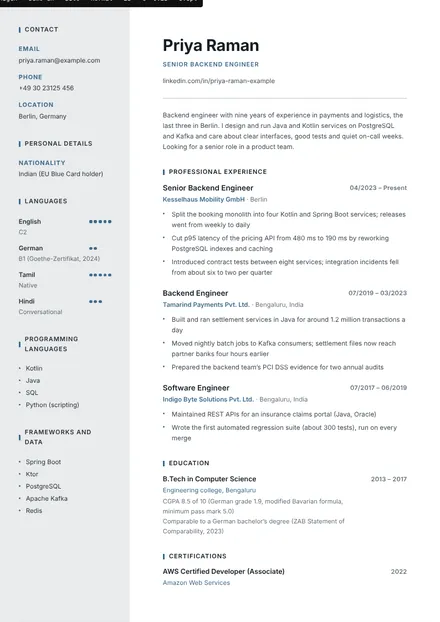 CONTACT
EMAIL
priya.raman@example.com
PHONE
+49 30 23125 456
LOCATION
Berlin, Germany
PERSONAL DETAILS
NATIONALITY
Indian (EU Blue Card holder)
LANGUAGES
English
C2
German
B1 (Goethe-Zertifikat, 2024)
Tamil
Native
Hindi
Conversational
PROGRAMMING
LANGUAGES
• Kotlin
• Java
• SQL
• Python (scripting)
FRAMEWORKS AND
DATA
• Spring Boot
• Ktor
• PostgreSQL
• Apache Kafka
• Redis
Priya Raman
SENIOR BACKEND ENGINEER
linkedin.com/in/priya-raman-example
Backend engineer with nine years of experience in payments and logistics, the
last three in Berlin. I design and run Java and Kotlin services on PostgreSQL
and Kafka and care about clear interfaces, good tests and quiet on-call weeks.
Looking for a senior role in a product team.
PROFESSIONAL EXPERIENCE
Senior Backend Engineer 04/2023 – Present
Kesselhaus Mobility GmbH · Berlin
• Split the booking monolith into four Kotlin and Spring Boot services; releases
went from weekly to daily
• Cut p95 latency of the pricing API from 480 ms to 190 ms by reworking
PostgreSQL indexes and caching
• Introduced contract tests between eight services; integration incidents fell
from about six to two per quarter
Backend Engineer 07/2019 – 03/2023
Tamarind Payments Pvt. Ltd. · Bengaluru, India
• Built and ran settlement services in Java for around 1.2 million transactions a
day
• Moved nightly batch jobs to Kafka consumers; settlement files now reach
partner banks four hours earlier
• Prepared the backend team's PCI DSS evidence for two annual audits
Software Engineer 07/2017 – 06/2019
Indigo Byte Solutions Pvt. Ltd. · Bengaluru, India
• Maintained REST APIs for an insurance claims portal (Java, Oracle)
• Wrote the first automated regression suite (about 300 tests), run on every
merge
EDUCATION
B.Tech in Computer Science 2013 – 2017
Engineering college, Bengaluru
CGPA 8.5 of 10 (German grade 1.9, modified Bavarian formula,
minimum pass mark 5.0)
Comparable to a German bachelor's degree (ZAB Statement of
Comparability, 2023)
CERTIFICATIONS
AWS Certified Developer (Associate) 2022
Amazon Web Services